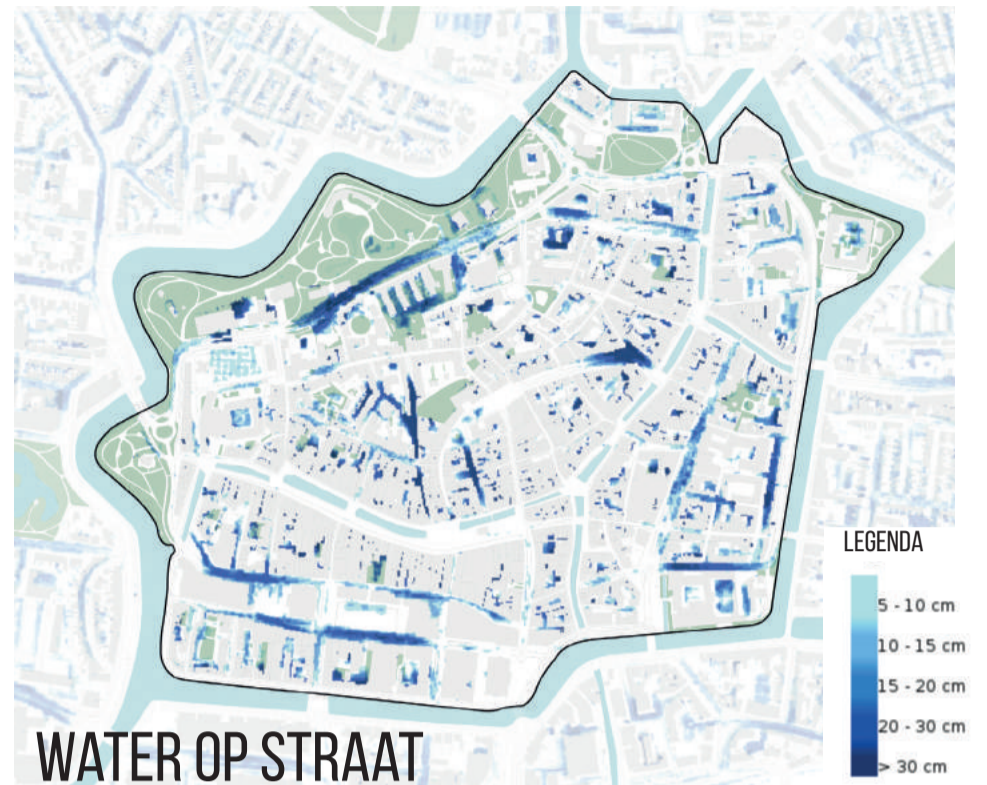 LEGENDA
5 - 10 cm
10 - 15 cm
15 - 20 cm
20 - 30 cm
> 30 cm
WATER OP STRAAT